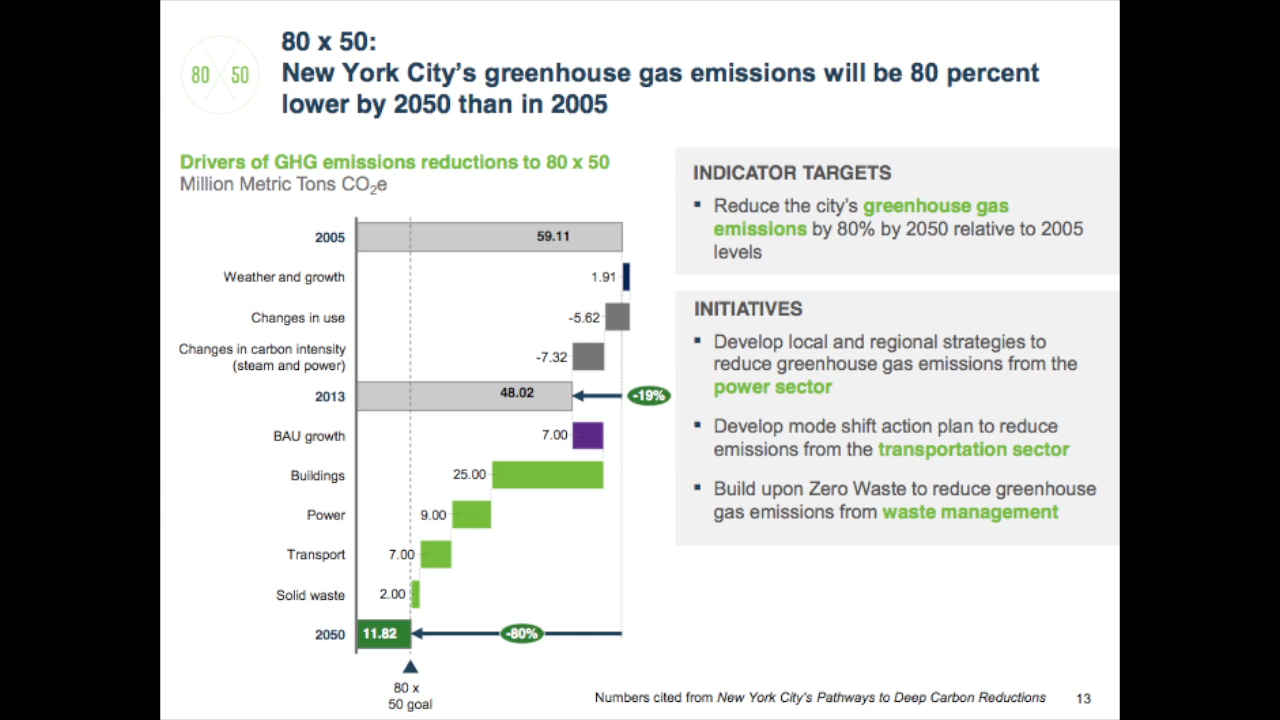 80 50
80 x 50:
New York City's greenhouse gas emissions will be 80 percent
lower by 2050 than in 2005
Drivers of GHG emissions reductions to 80 x 50
Million Metric Tons CO2e
2005 59.11
Weather and growth 1.91
Changes in use -5.62
Changes in carbon intensity
(steam and power) -7.32
2013 48.02 -19%
BAU growth 7.00
Buildings 25.00
Power 9.00
Transport 7.00
Solid waste 2.00
2050 11.82 -80%
80 x
50 goal
INDICATOR TARGETS
▪ Reduce the city's greenhouse gas
emissions by 80% by 2050 relative to 2005
levels
INITIATIVES
▪ Develop local and regional strategies to
reduce greenhouse gas emissions from the
power sector
▪ Develop mode shift action plan to reduce
emissions from the transportation sector
▪ Build upon Zero Waste to reduce greenhouse
gas emissions from waste management
Numbers cited from New York City's Pathways to Deep Carbon Reductions 13